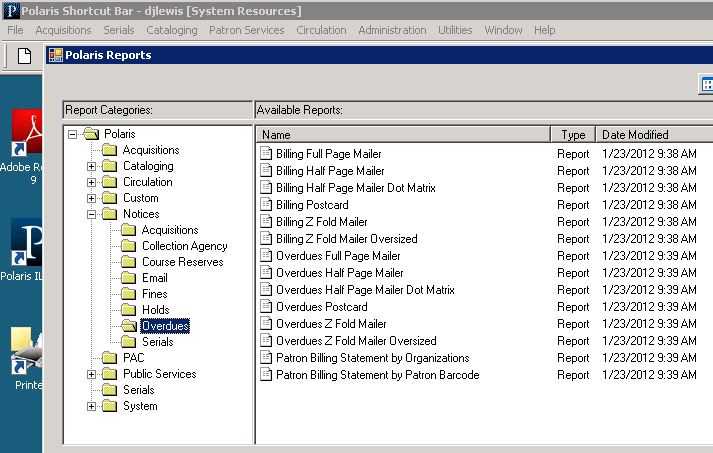 Polaris Shortcut Bar - djlewis [System Resources]
File Acquisitions Serials Cataloging Patron Services Circulation Administration Utilities Window Help
Polaris Reports
Report Categories: Available Reports:
Polaris
Acquisitions
Cataloging
Circulation
Custom
Notices
Acquisitions
Collection Agency
Course Reserves
Email
Fines
Holds
Overdues
Serials
PAC
Public Services
Serials
System
Name Type Date Modified
Billing Full Page Mailer Report 1/23/2012 9:38 AM
Billing Half Page Mailer Report 1/23/2012 9:38 AM
Billing Half Page Mailer Dot Matrix Report 1/23/2012 9:38 AM
Billing Postcard Report 1/23/2012 9:38 AM
Billing Z Fold Mailer Report 1/23/2012 9:38 AM
Billing Z Fold Mailer Oversized Report 1/23/2012 9:38 AM
Overdues Full Page Mailer Report 1/23/2012 9:39 AM
Overdues Half Page Mailer Report 1/23/2012 9:39 AM
Overdues Half Page Mailer Dot Matrix Report 1/23/2012 9:39 AM
Overdues Postcard Report 1/23/2012 9:39 AM
Overdues Z Fold Mailer Report 1/23/2012 9:39 AM
Overdues Z Fold Mailer Oversized Report 1/23/2012 9:39 AM
Patron Billing Statement by Organizations Report 1/23/2012 9:39 AM
Patron Billing Statement by Patron Barcode Report 1/23/2012 9:39 AM
Adobe R
9
Polaris IL
Printe